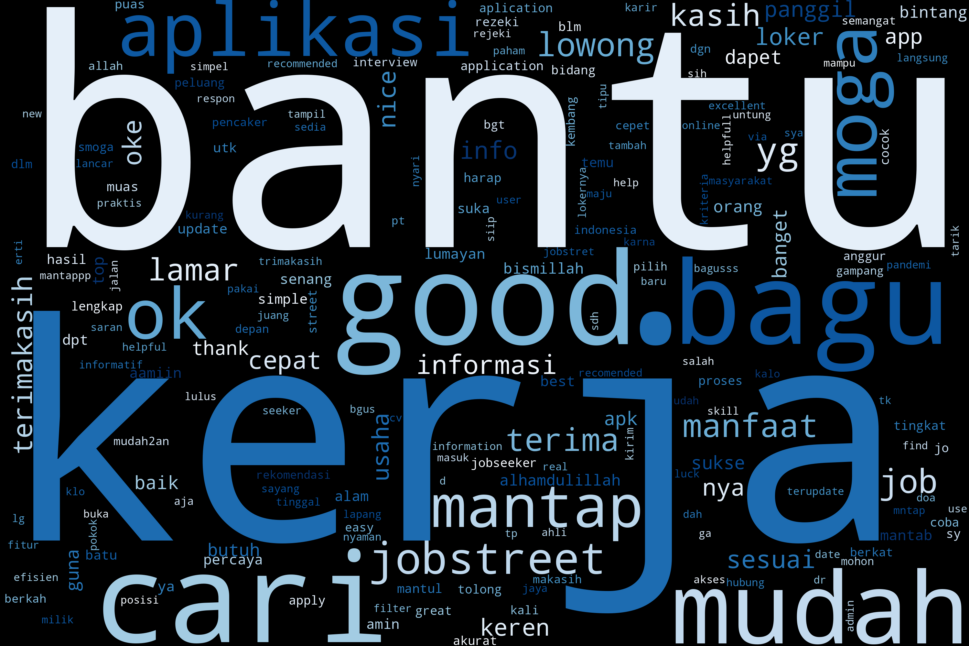 puas
aplikasi
aplication
rezeki
rejeki
karir
kasih
panggil
bintang
semangat
blm
lowong
loker
app
paham
dgn
dapet
mampu
langsung
allah
simpel
recommended
interview
application
bidang
sih
moga
bantu
peluang
respon
nice
tipu
excellent
untung
new
pencaker
tampil
sedia
bgt
kembang
cepet
online
via
sya
smoga
oke
utk
info
tambah
helpfull
yg
cocok
dlm
lancar
nyari
temu
muas
harap
help
masyarakat
praktis
user
lokernya
maju
kriteria
kurang
suka
orang
update
pt
siip
indonesia
karna
banget
tarik
erti
hasil
top
jalan
lamar
trimakasih
lumayan
jobstret
anggur
mantappp
senang
bismillah
pilih
bagusss
gampang
pandemi
pakai
good.
baru
bagu
terimakasih
lengkap
ok
simple
street
juang
saran
depan
sdh
dpt
helpful
thank
cepat
informasi
salah
informatif
aamiin
best
recomended
proses
kalo
kerja
lulus
seeker
bgus
cv
usaha
apk
udah
skill
tk
manfaat
tingkat
mudah2an
information
terima
kirim
find
jo
masuk
jobseeker
real
sukse
rekomendasi
luck
baik
sayang
d
alhamdulillah
nya
terupdate
job
klo
aja
tinggal
alam
doa
buka
lapang
mantap
dah
mntap
use
lg
pokok
easy
coba
fitur
nyaman
tp
ahli
ga
mantab
sy
batu
butuh
jobstreet
sesuai
date
berkat
guna
percaya
mohon
efisien
cari
ya
mantul
tolong
makasih
jaya
akses
hubung
dr
mudah
berkah
posisi
apply
filter
great
kali
admin
milik
amin
keren
akurat